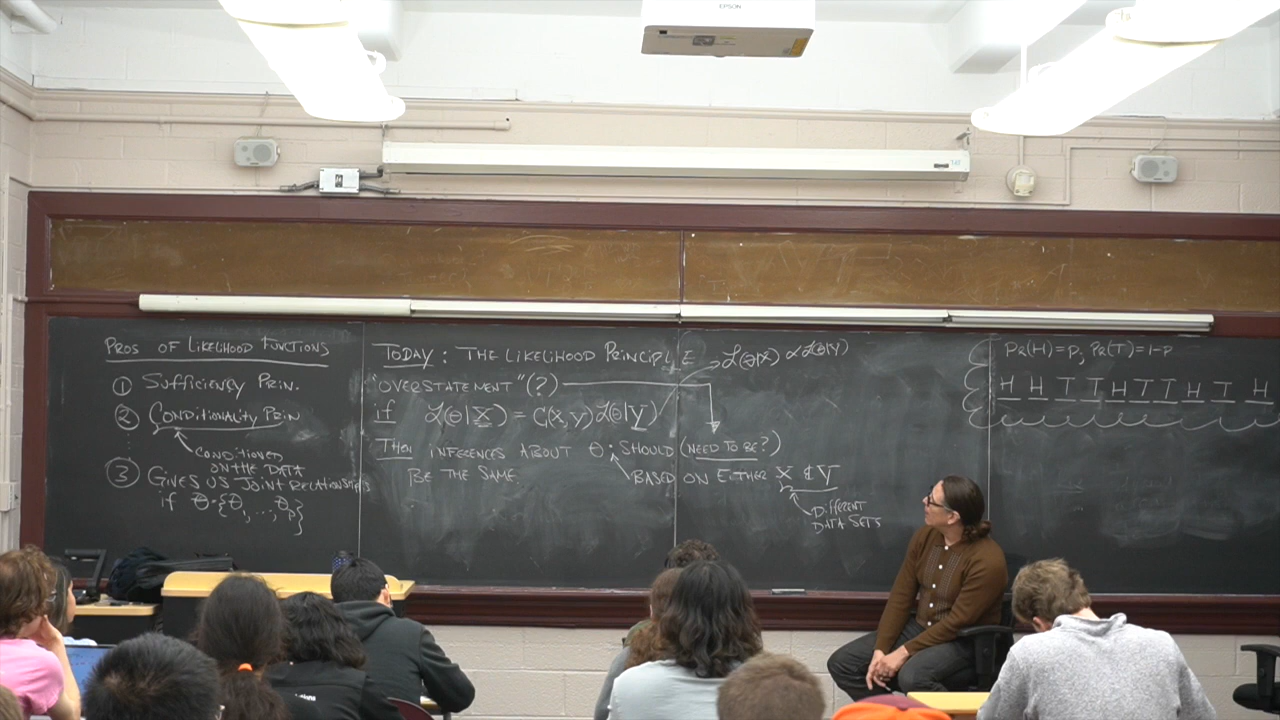 EPSON
PROS OF LIKELIHOOD FUNCTIONS
① SUFFICIENCY PRIN.
② CONDITIONALITY PRIN
CONDITIONED
ON THE DATA
③ GIVES US JOINT RELATIONSHIPS
if θ={θ₁,...,θₚ}
TODAY: THE LIKELIHOOD PRINCIPLE
ℒ(θ|X) ∝ ℒ(θ|Y)
"OVERSTATEMENT"(?)
if ℒ(θ|X) = C(X,Y)ℒ(θ|Y)
THEN INFERENCES ABOUT θ SHOULD (NEED TO BE?)
BE THE SAME.
BASED ON EITHER X & Y
DIFFERENT
DATA SETS
PR(H)=P, PR(T)=1-P
H H T T H T T H T H